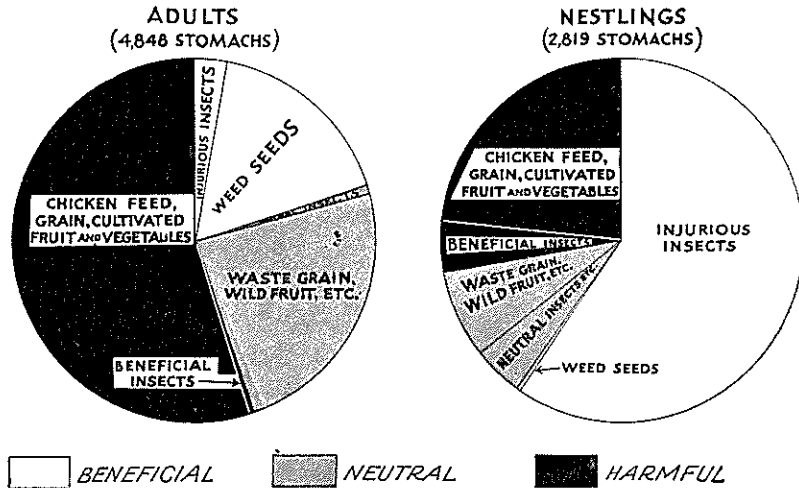 ADULTS
(4,848 STOMACHS)
INJURIOUS INSECTS
WEED SEEDS
INSECTS
CHICKEN FEED,
GRAIN, CULTIVATED
FRUIT AND VEGETABLES
WASTE GRAIN,
WILD FRUIT, ETC.
BENEFICIAL
INSECTS
NESTLINGS
(2,819 STOMACHS)
CHICKEN FEED,
GRAIN, CULTIVATED
FRUIT AND VEGETABLES
INJURIOUS
INSECTS
BENEFICIAL INSECTS
WASTE GRAIN,
WILD FRUIT, ETC.
NEUTRAL INSECTS ETC.
WEED SEEDS
BENEFICIAL
NEUTRAL
HARMFUL